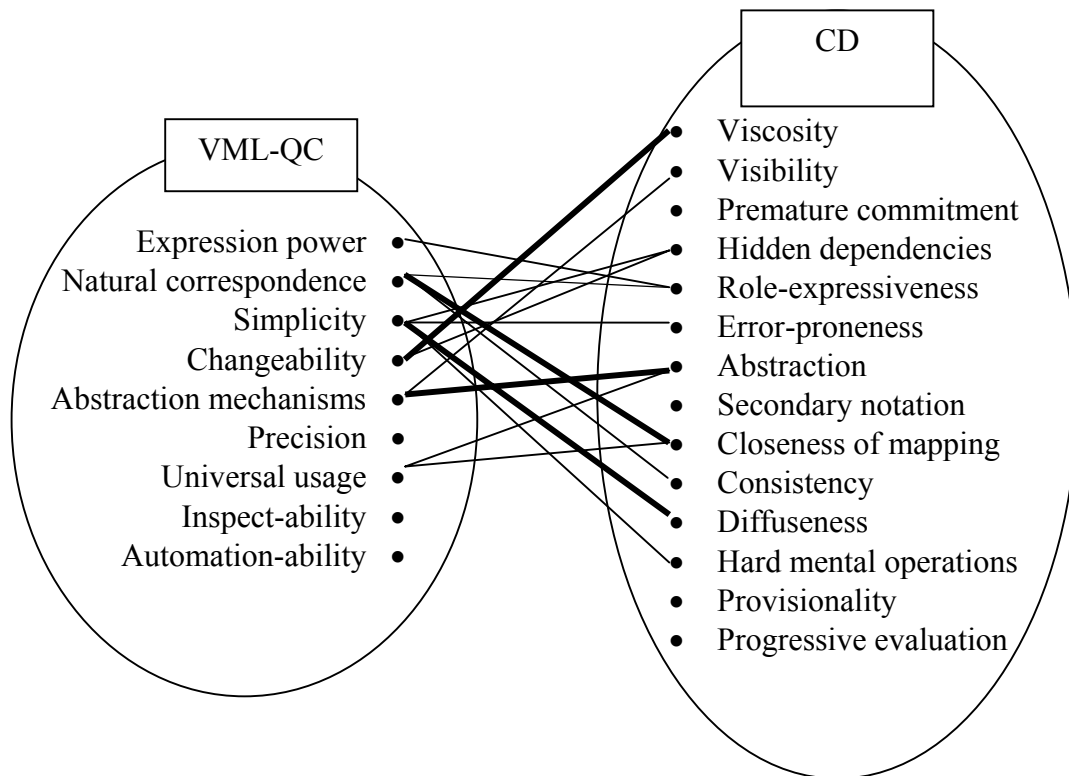 VML-QC
Expression power
Natural correspondence
Simplicity
Changeability
Abstraction mechanisms
Precision
Universal usage
Inspect-ability
Automation-ability
CD
Viscosity
Visibility
Premature commitment
Hidden dependencies
Role-expressiveness
Error-proneness
Abstraction
Secondary notation
Closeness of mapping
Consistency
Diffuseness
Hard mental operations
Provisionality
Progressive evaluation